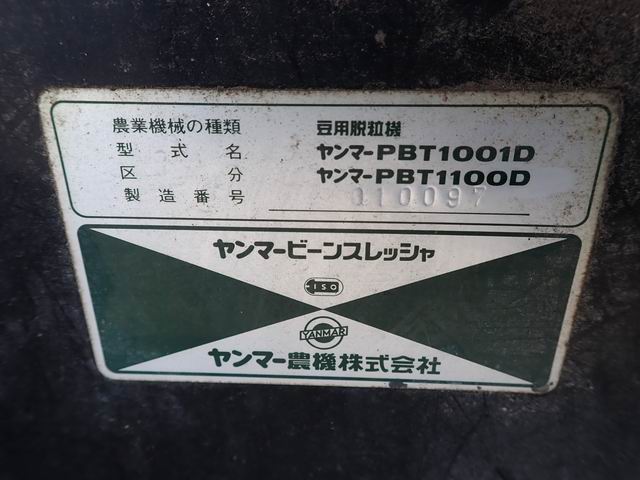 農業機械の種類 豆用脱粒機
型式名 ヤンマーPBT1001D
区分 ヤンマーPBT1100D
製造番号 010097
ヤンマービーンスレッシャ
ISO
YANMAR
ヤンマー農機株式会社